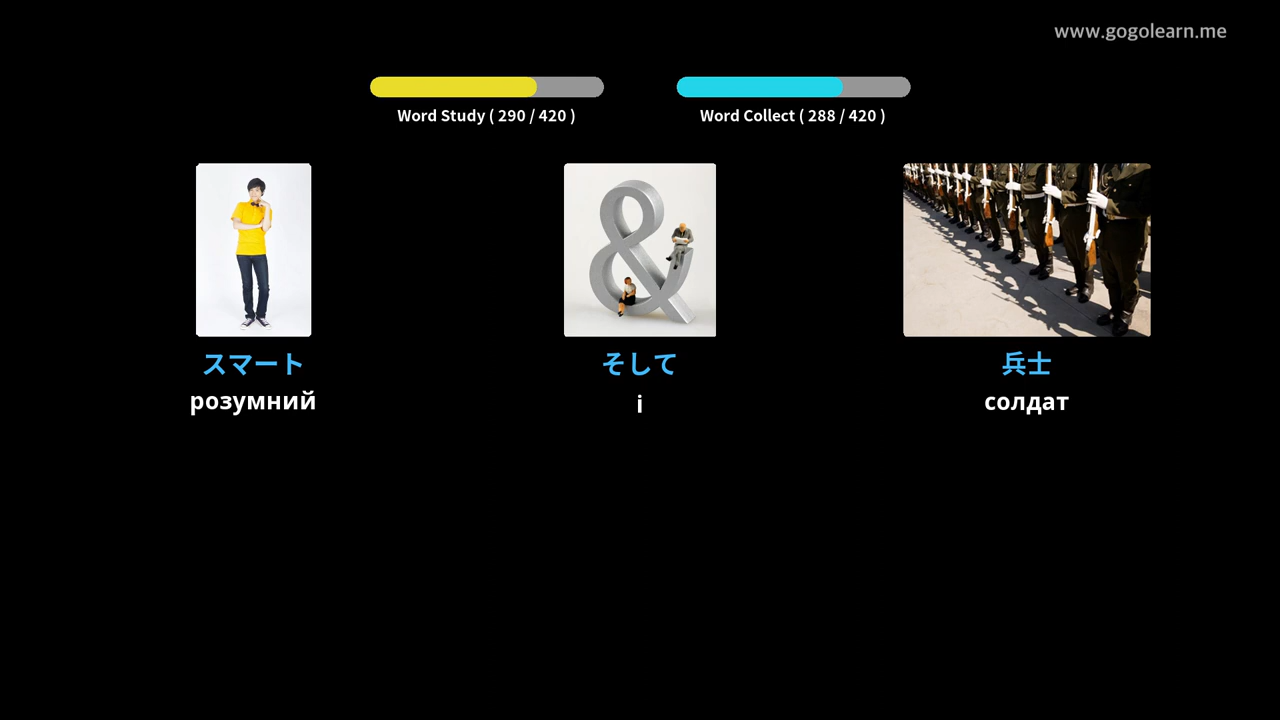 www.gogolearn.me
Word Study ( 290 / 420 )
Word Collect ( 288 / 420 )
スマート
そして
兵士
розумний
і
солдат